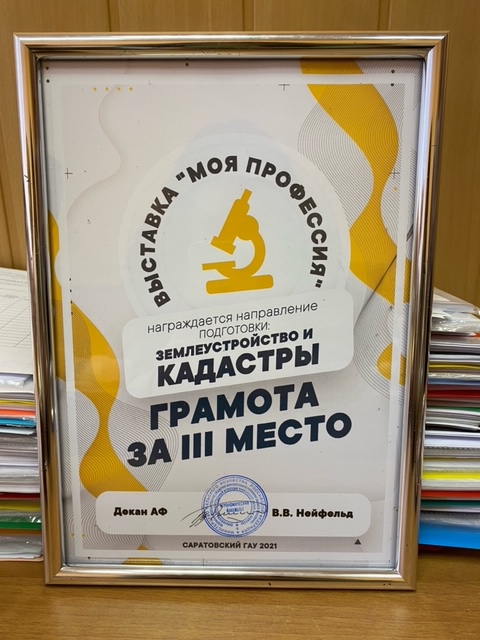 ВЫСТАВКА "МОЯ ПРОФЕССИЯ"
награждается направление
ПОДГОТОВКИ:
ЗЕМЛЕУСТРОЙСТВО И
КАДАСТРЫ
ГРАМОТА
ЗА III МЕСТО
Декан АФ
В.В. Нейфельд
САРАТОВСКИЙ ГАУ 2021